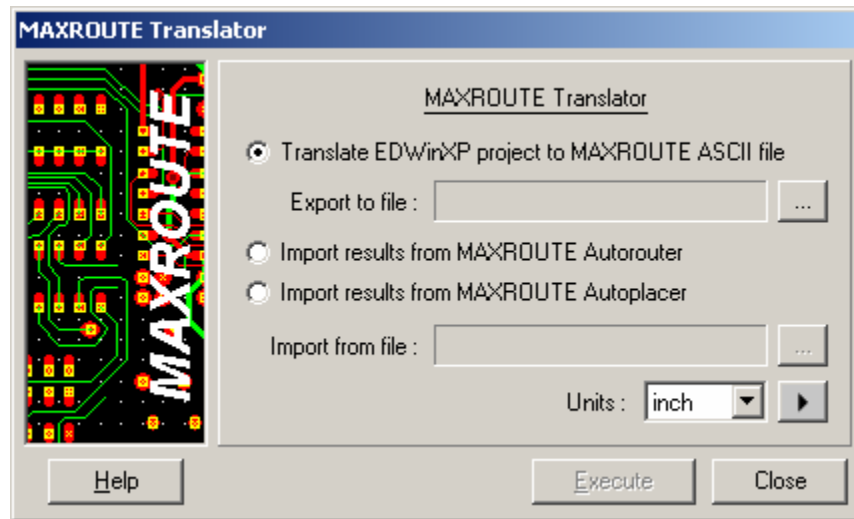 MAXROUTE Translator
MAXROUTE
MAXROUTE Translator
Translate EDWinXP project to MAXROUTE ASCII file
Export to file :
...
Import results from MAXROUTE Autorouter
Import results from MAXROUTE Autoplacer
Import from file :
...
Units : inch
Help Execute Close